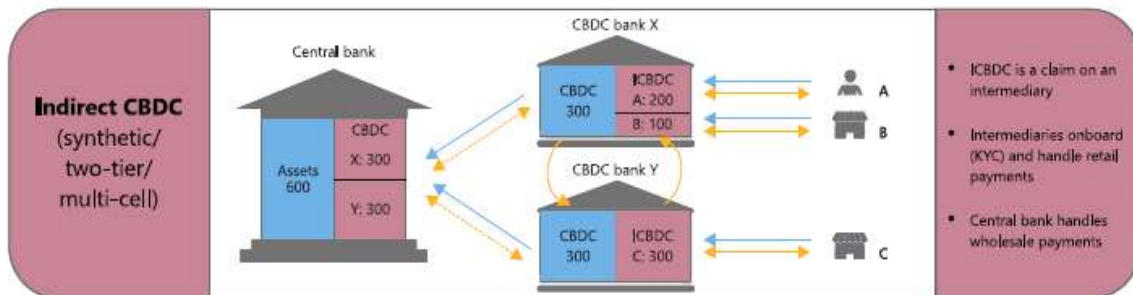 Indirect CBDC
(synthetic/
two-tier/
multi-cell)
Central bank
Assets
600
CBDC
X: 300
Y: 300
CBDC bank X
CBDC
300
ICBDC
A: 200
B: 100
CBDC bank Y
CBDC
300
ICBDC
C: 300
A
B
C
• ICBDC is a claim on an
intermediary
• Intermediaries onboard
(KYC) and handle retail
payments
• Central bank handles
wholesale payments